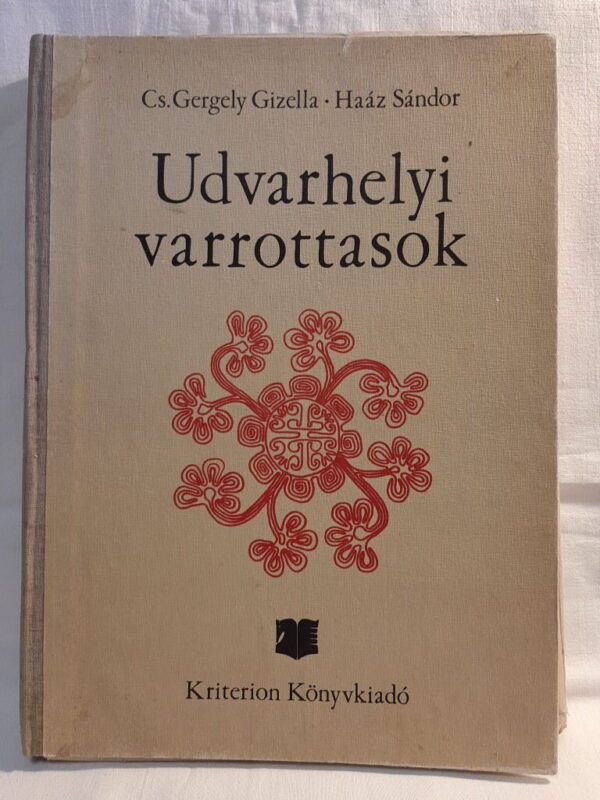 Cs. Gergely Gizella · Haáz Sándor
Udvarhelyi
varrottasok
Kriterion Könyvkiadó